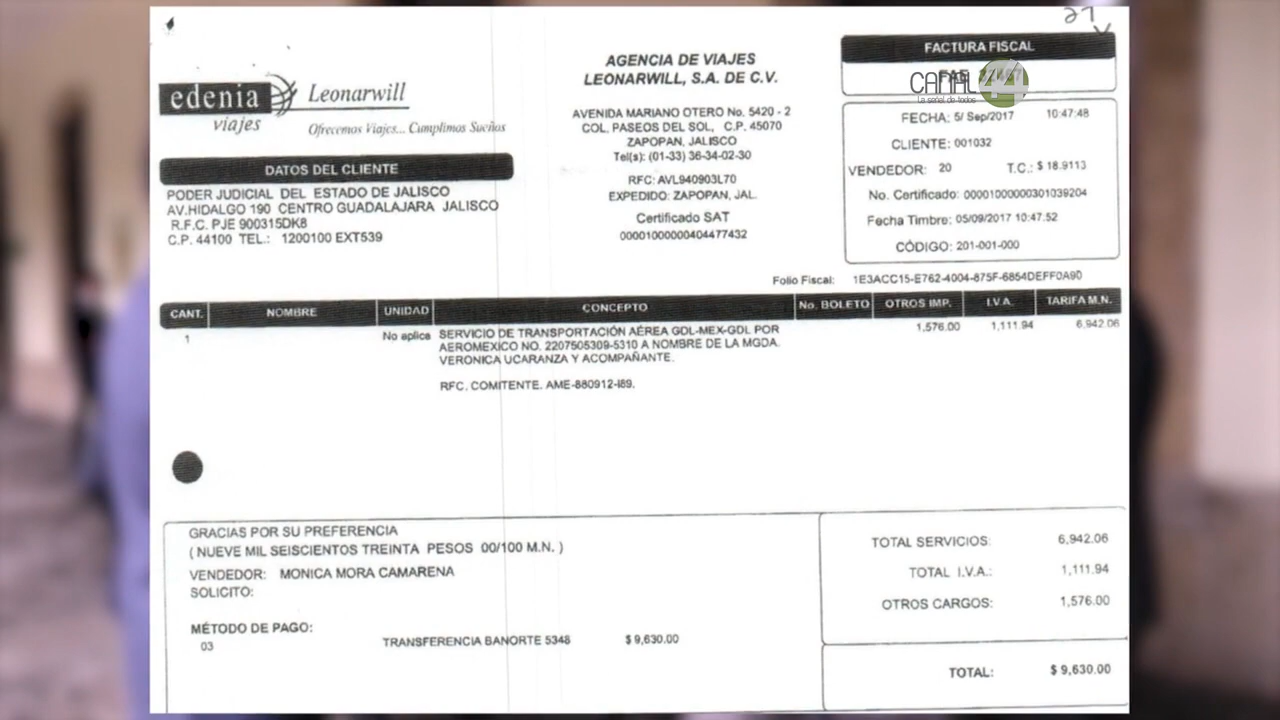 27
edenia
viajes
Leonarwill
Ofrecemos Viajes... Cumplimos Sueños
AGENCIA DE VIAJES
LEONARWILL, S.A. DE C.V.
AVENIDA MARIANO OTERO No. 5420 - 2
COL. PASEOS DEL SOL, C.P. 45070
ZAPOPAN, JALISCO
Tel(s): (01-33) 36-34-02-30
RFC: AVL940903L70
EXPEDIDO: ZAPOPAN, JAL.
Certificado SAT
00001000000404477432
FACTURA FISCAL
CANAL 44
La señal de todos
FECHA: 5/ Sep/2017 10:47:48
CLIENTE: 001032
VENDEDOR: 20 T.C.: $ 18.9113
No. Certificado: 00001000000301039204
Fecha Timbre: 05/09/2017 10:47:52
CÓDIGO: 201-001-000
DATOS DEL CLIENTE
PODER JUDICIAL DEL ESTADO DE JALISCO
AV.HIDALGO 190 CENTRO GUADALAJARA JALISCO
R.F.C. PJE 900315DK8
C.P. 44100 TEL.: 1200100 EXT539
Folio Fiscal: 1E3ACC15-E762-4004-875F-6854DEFF0A90
CANT. NOMBRE UNIDAD CONCEPTO No. BOLETO OTROS IMP. I.V.A. TARIFA M.N.
1 No aplica SERVICIO DE TRANSPORTACIÓN AÉREA GDL-MEX-GDL POR 1,576.00 1,111.94 6,942.06
AEROMEXICO NO. 2207505309-5310 A NOMBRE DE LA MGDA.
VERONICA UCARANZA Y ACOMPAÑANTE.
RFC. COMITENTE. AME-880912-I89.
GRACIAS POR SU PREFERENCIA
( NUEVE MIL SEISCIENTOS TREINTA PESOS 00/100 M.N. )
VENDEDOR: MONICA MORA CAMARENA
SOLICITO:
MÉTODO DE PAGO:
03 TRANSFERENCIA BANORTE 5348 $ 9,630.00
TOTAL SERVICIOS: 6,942.06
TOTAL I.V.A.: 1,111.94
OTROS CARGOS: 1,576.00
TOTAL: $ 9,630.00